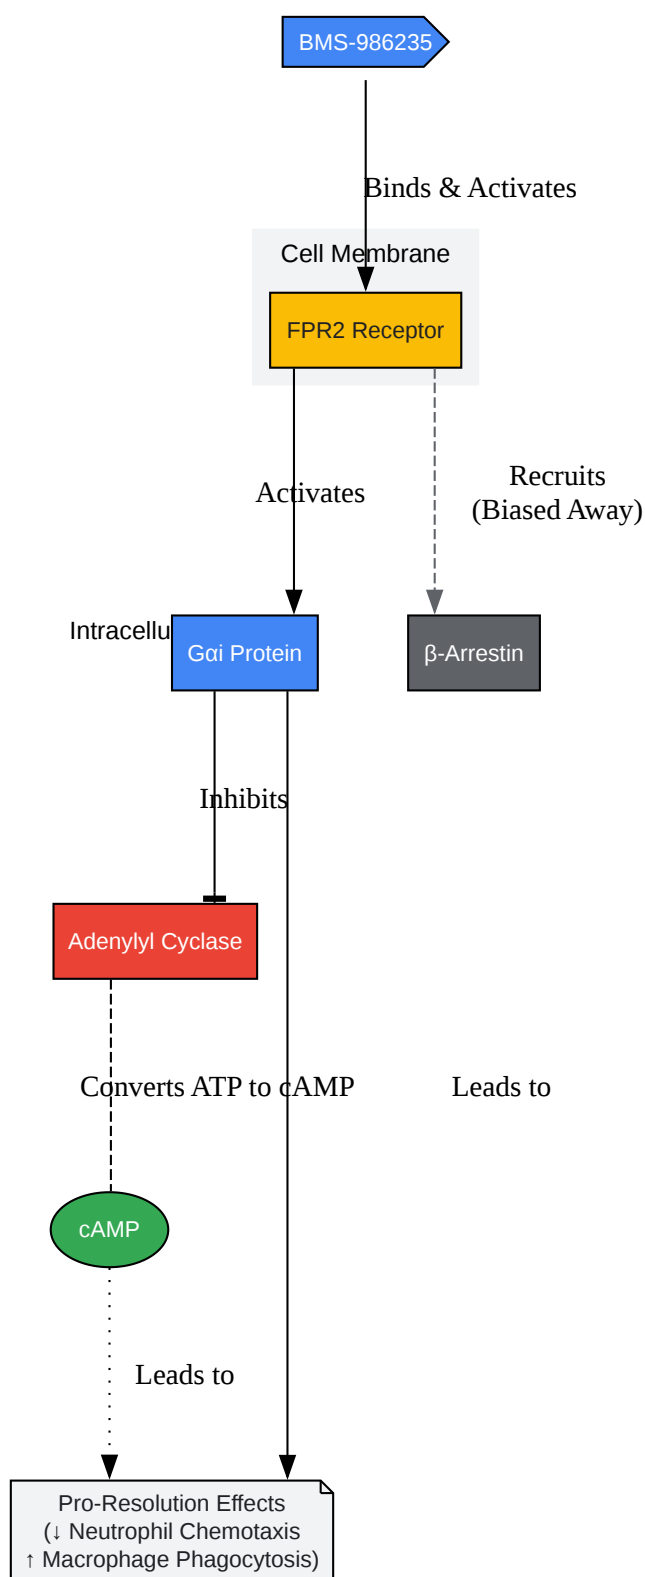 BMS-986235
Binds & Activates
Cell Membrane
FPR2 Receptor
Activates
Recruits
(Biased Away)
Intracellu
Gαi Protein
β-Arrestin
Inhibits
Adenylyl Cyclase
Converts ATP to cAMP
Leads to
cAMP
Leads to
Pro-Resolution Effects
(↓ Neutrophil Chemotaxis
↑ Macrophage Phagocytosis)